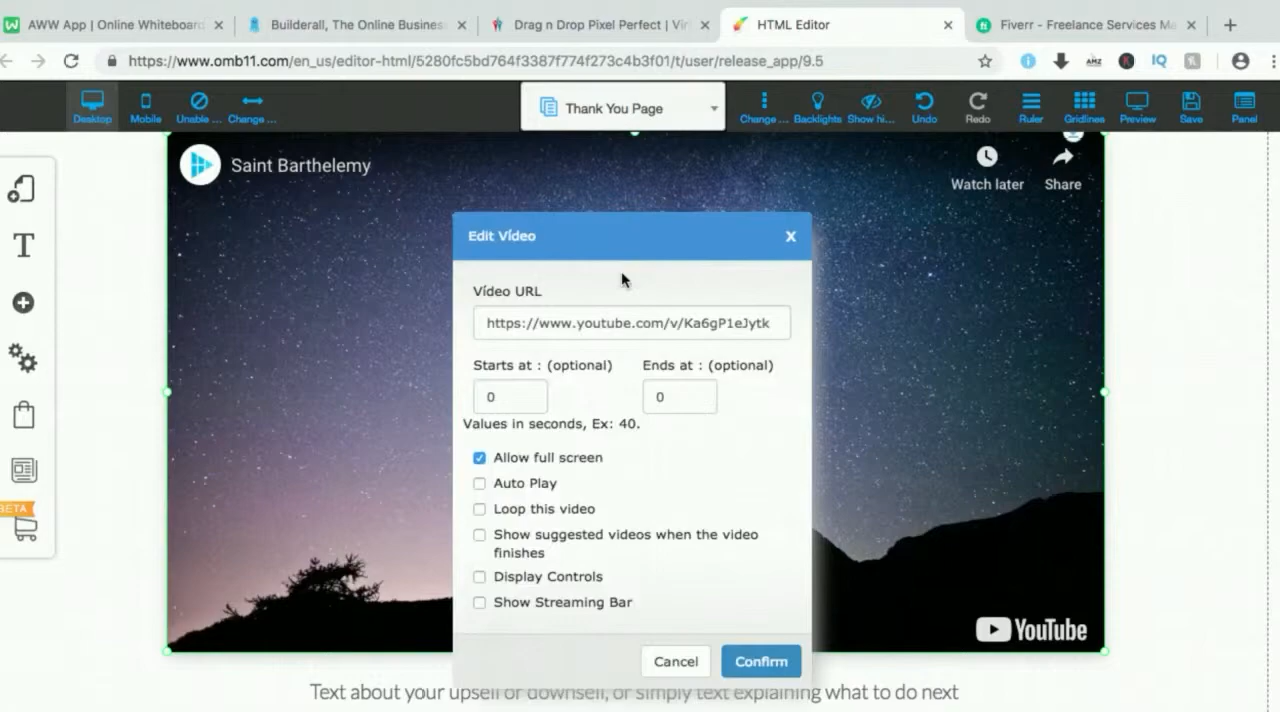 AWW App | Online Whiteboard
Builderall, The Online Busines
Drag n Drop Pixel Perfect | Vir
HTML Editor
Fiverr - Freelance Services Ma
https://www.omb11.com/en_us/editor-html/5280fc5bd764f3387f774f273c4b3f01/t/user/release_app/9.5
AMZ
IQ
Desktop
Mobile
Unable ...
Change ...
Thank You Page
Change ...
Backlights
Show hi...
Undo
Redo
Ruler
Gridlines
Preview
Save
Panel
Saint Barthelemy
Watch later
Share
T
BETA
Edit Vídeo
X
Vídeo URL
https://www.youtube.com/v/Ka6gP1eJytk
Starts at : (optional)
Ends at : (optional)
0
0
Values in seconds, Ex: 40.
Allow full screen
Auto Play
Loop this video
Show suggested videos when the video
finishes
Display Controls
Show Streaming Bar
Cancel
Confirm
YouTube
Text about your upsell or downsell, or simply text explaining what to do next